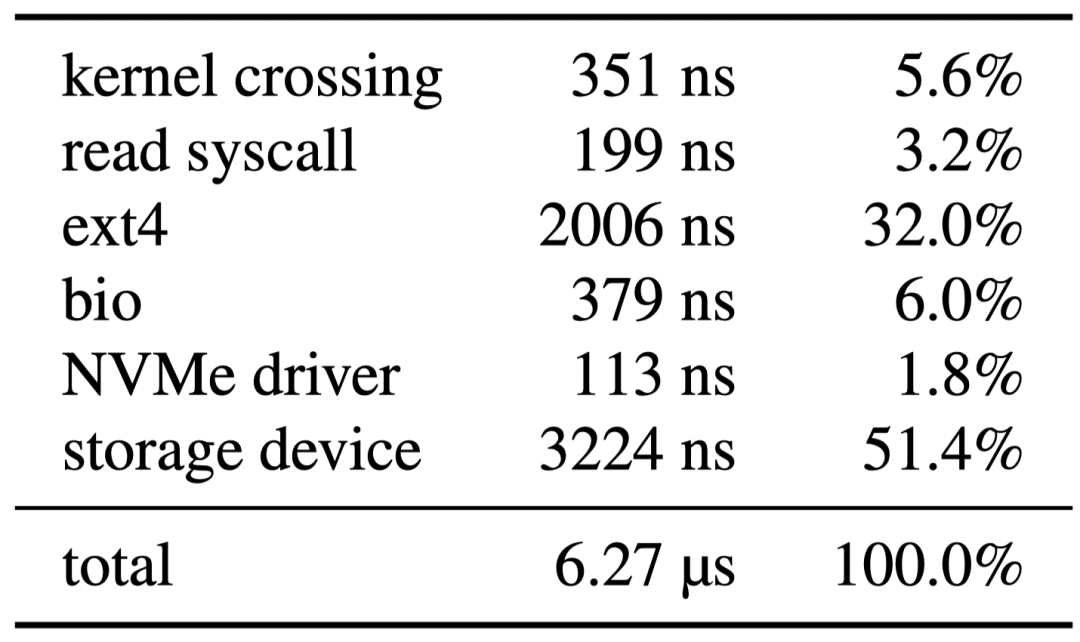 kernel crossing 351 ns 5.6%
read syscall 199 ns 3.2%
ext4 2006 ns 32.0%
bio 379 ns 6.0%
NVMe driver 113 ns 1.8%
storage device 3224 ns 51.4%
total 6.27 μs 100.0%